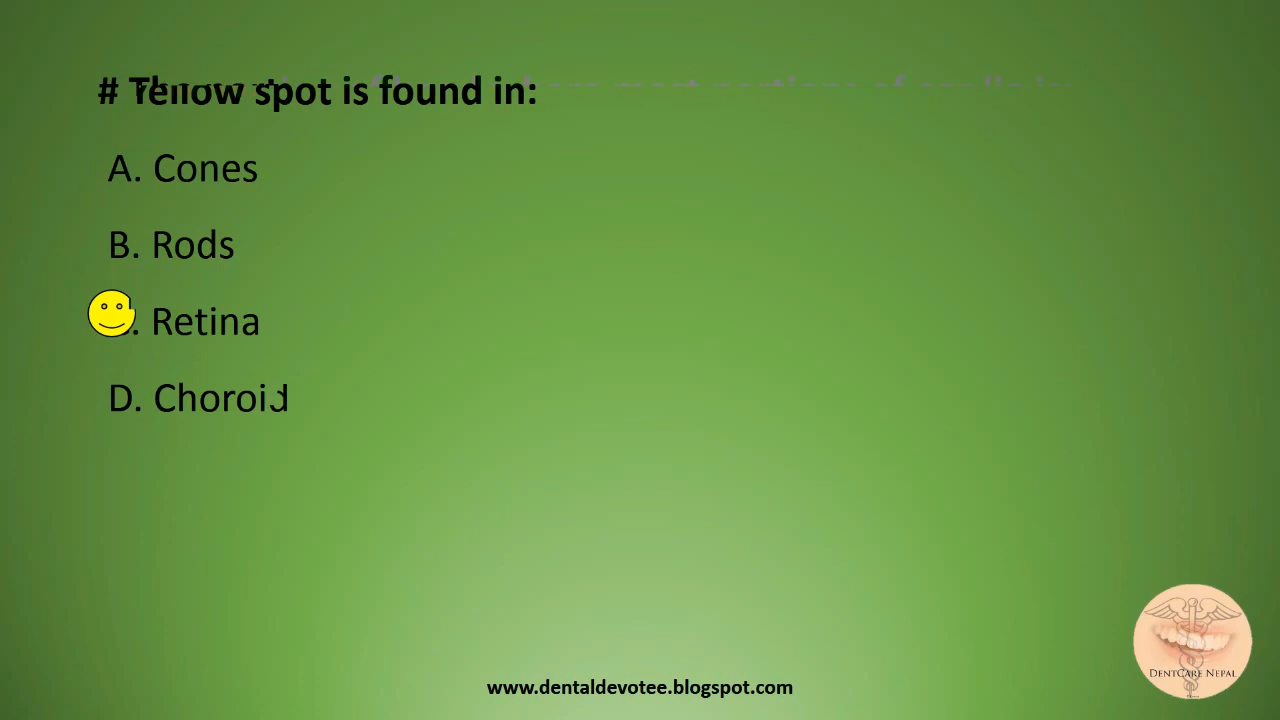 # Yellow spot is found in:
A. Cones
B. Rods
. Retina
D. Choroid
www.dentaldevotee.blogspot.com
DENTCARE NEPAL